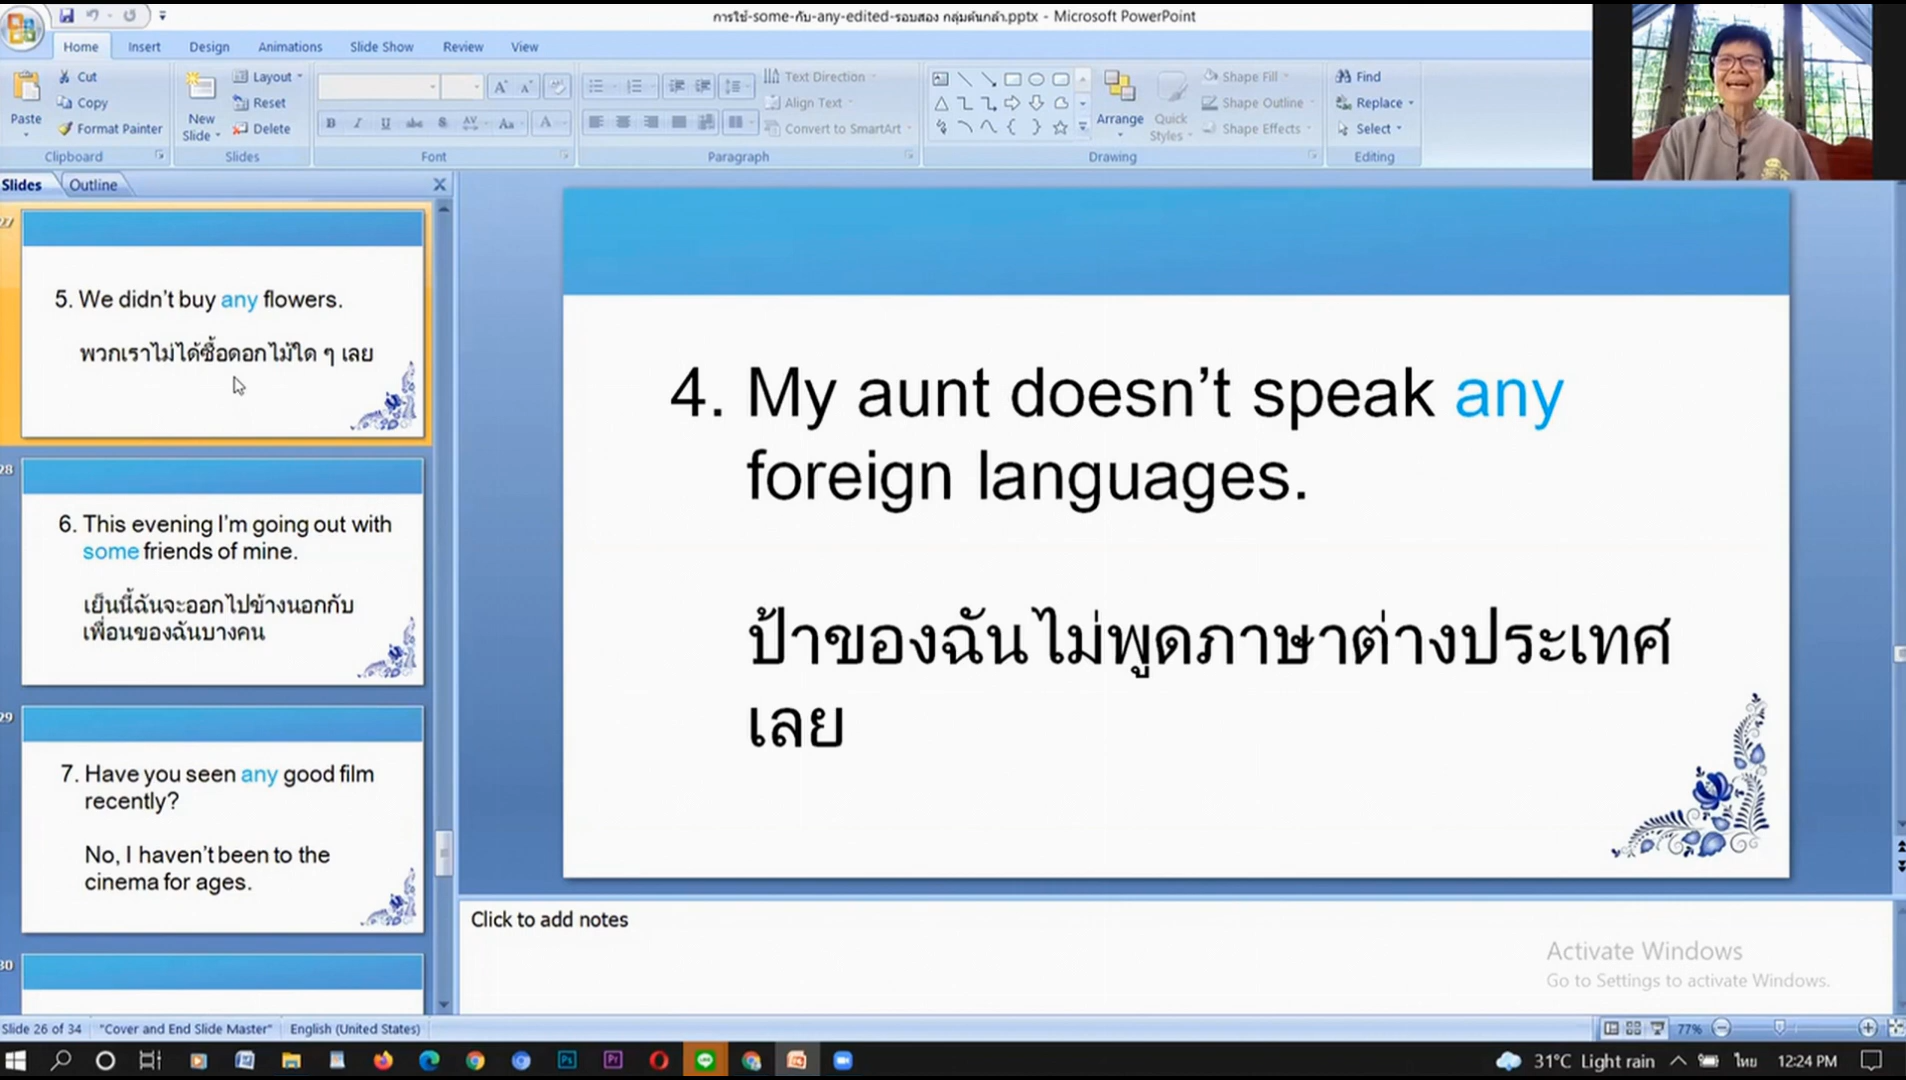 การใช้-some-กับ-any-edited-รอบสอง กลุ่มต้นกล้า.pptx - Microsoft PowerPoint
Home Insert Design Animations Slide Show Review View
Paste
Cut
Copy
Format Painter
Clipboard
New Slide
Layout
Reset
Delete
Slides
Font
Text Direction
Align Text
Convert to SmartArt
Paragraph
Arrange
Quick Styles
Shape Fill
Shape Outline
Shape Effects
Drawing
Find
Replace
Select
Editing
Slides Outline
27
5. We didn't buy any flowers.
พวกเราไม่ได้ซื้อดอกไม้ใด ๆ เลย
28
6. This evening I'm going out with
some friends of mine.
เย็นนี้ฉันจะออกไปข้างนอกกับ
เพื่อนของฉันบางคน
29
7. Have you seen any good film
recently?
No, I haven't been to the
cinema for ages.
30
4. My aunt doesn't speak any
foreign languages.
ป้าของฉันไม่พูดภาษาต่างประเทศ
เลย
Click to add notes
Activate Windows
Go to Settings to activate Windows.
Slide 26 of 34 "Cover and End Slide Master" English (United States) 77%
31°C Light rain ไทย 12:24 PM